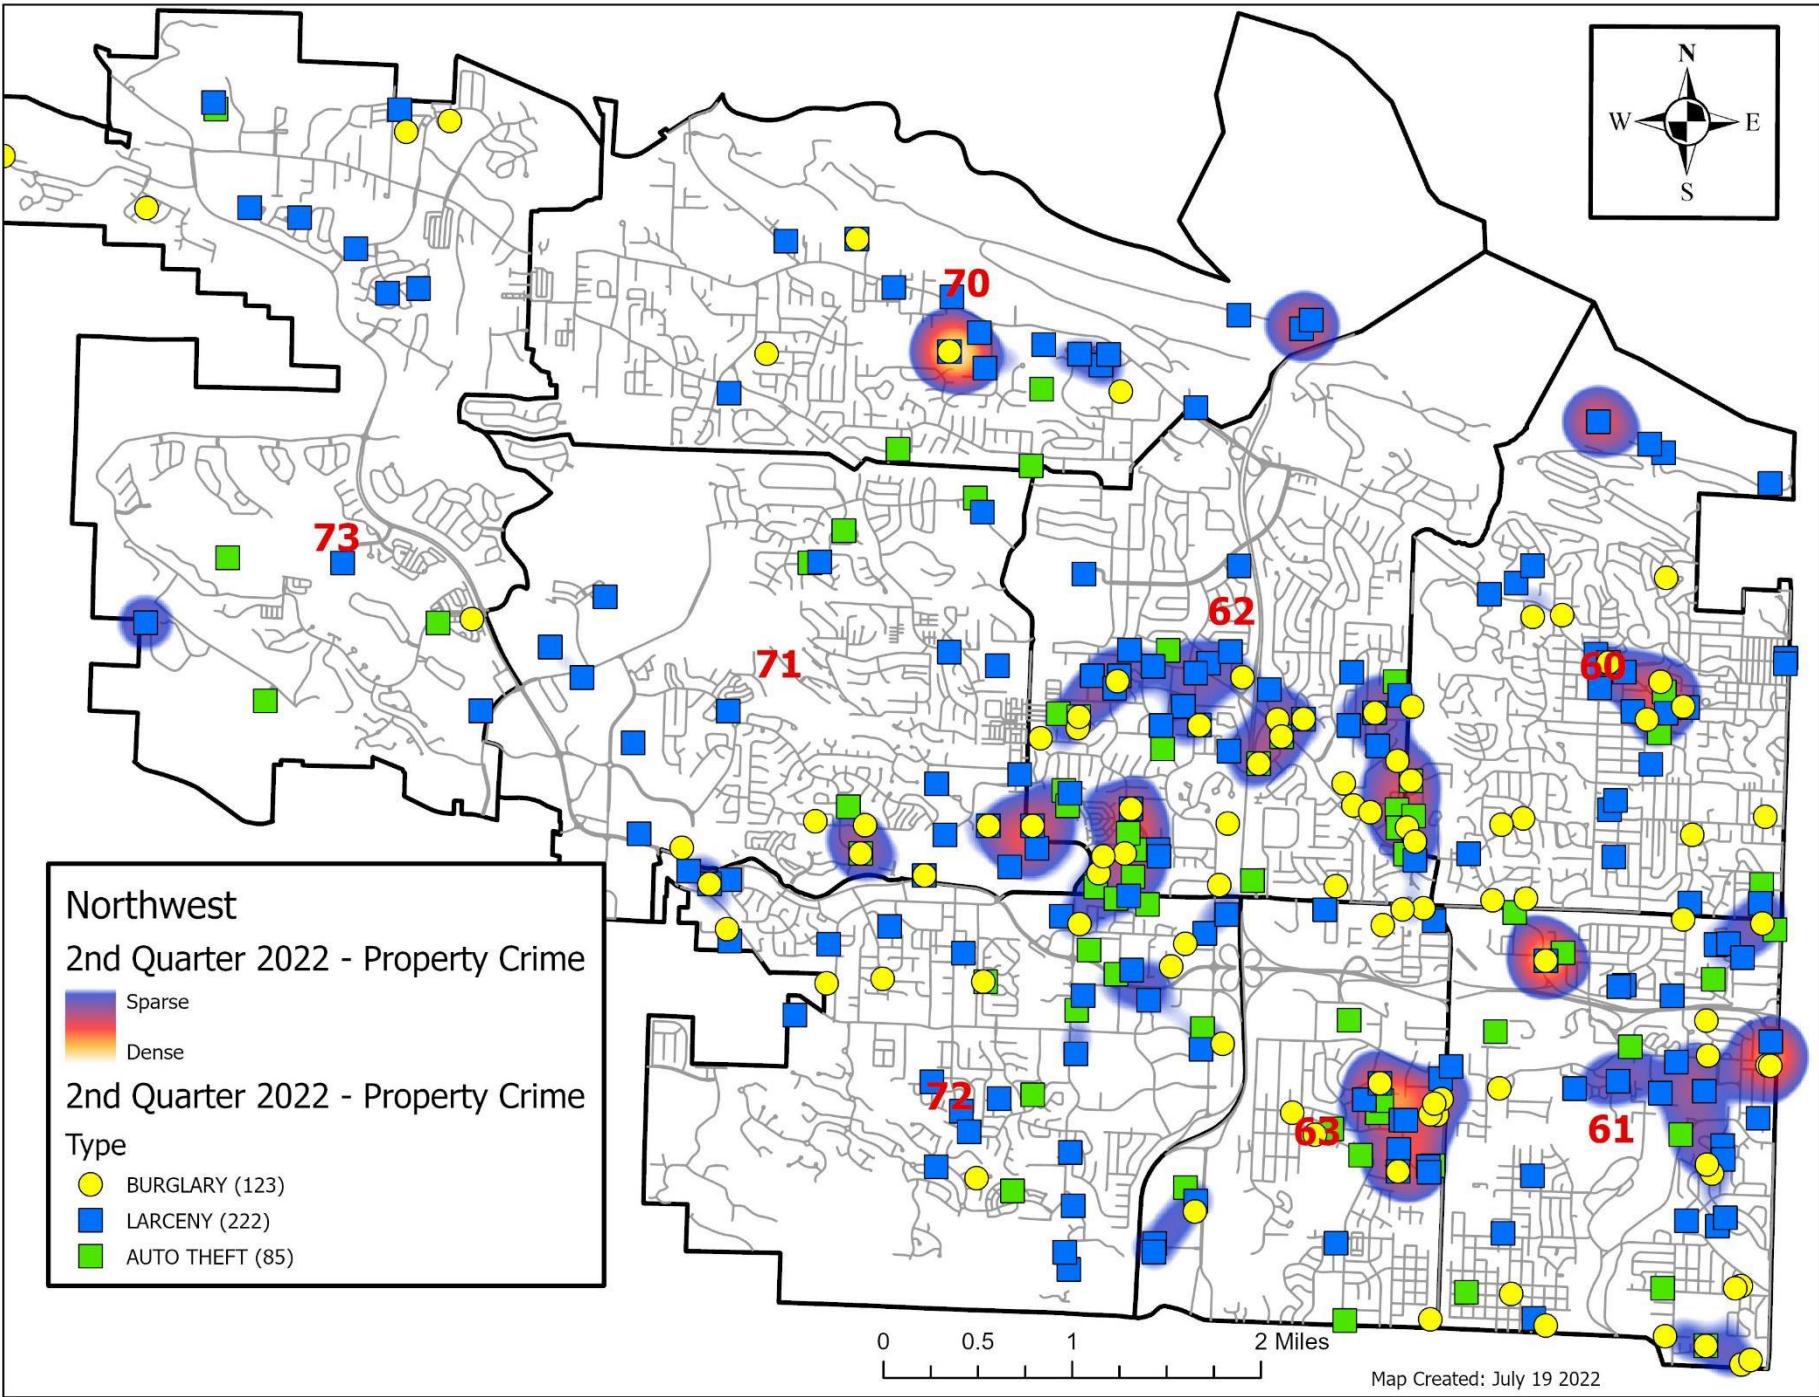 N
W E
S
70
73
62
71
60
72
63
61
Northwest
2nd Quarter 2022 - Property Crime
Sparse
Dense
2nd Quarter 2022 - Property Crime
Type
BURGLARY (123)
LARCENY (222)
AUTO THEFT (85)
0 0.5 1 2 Miles
Map Created: July 19 2022